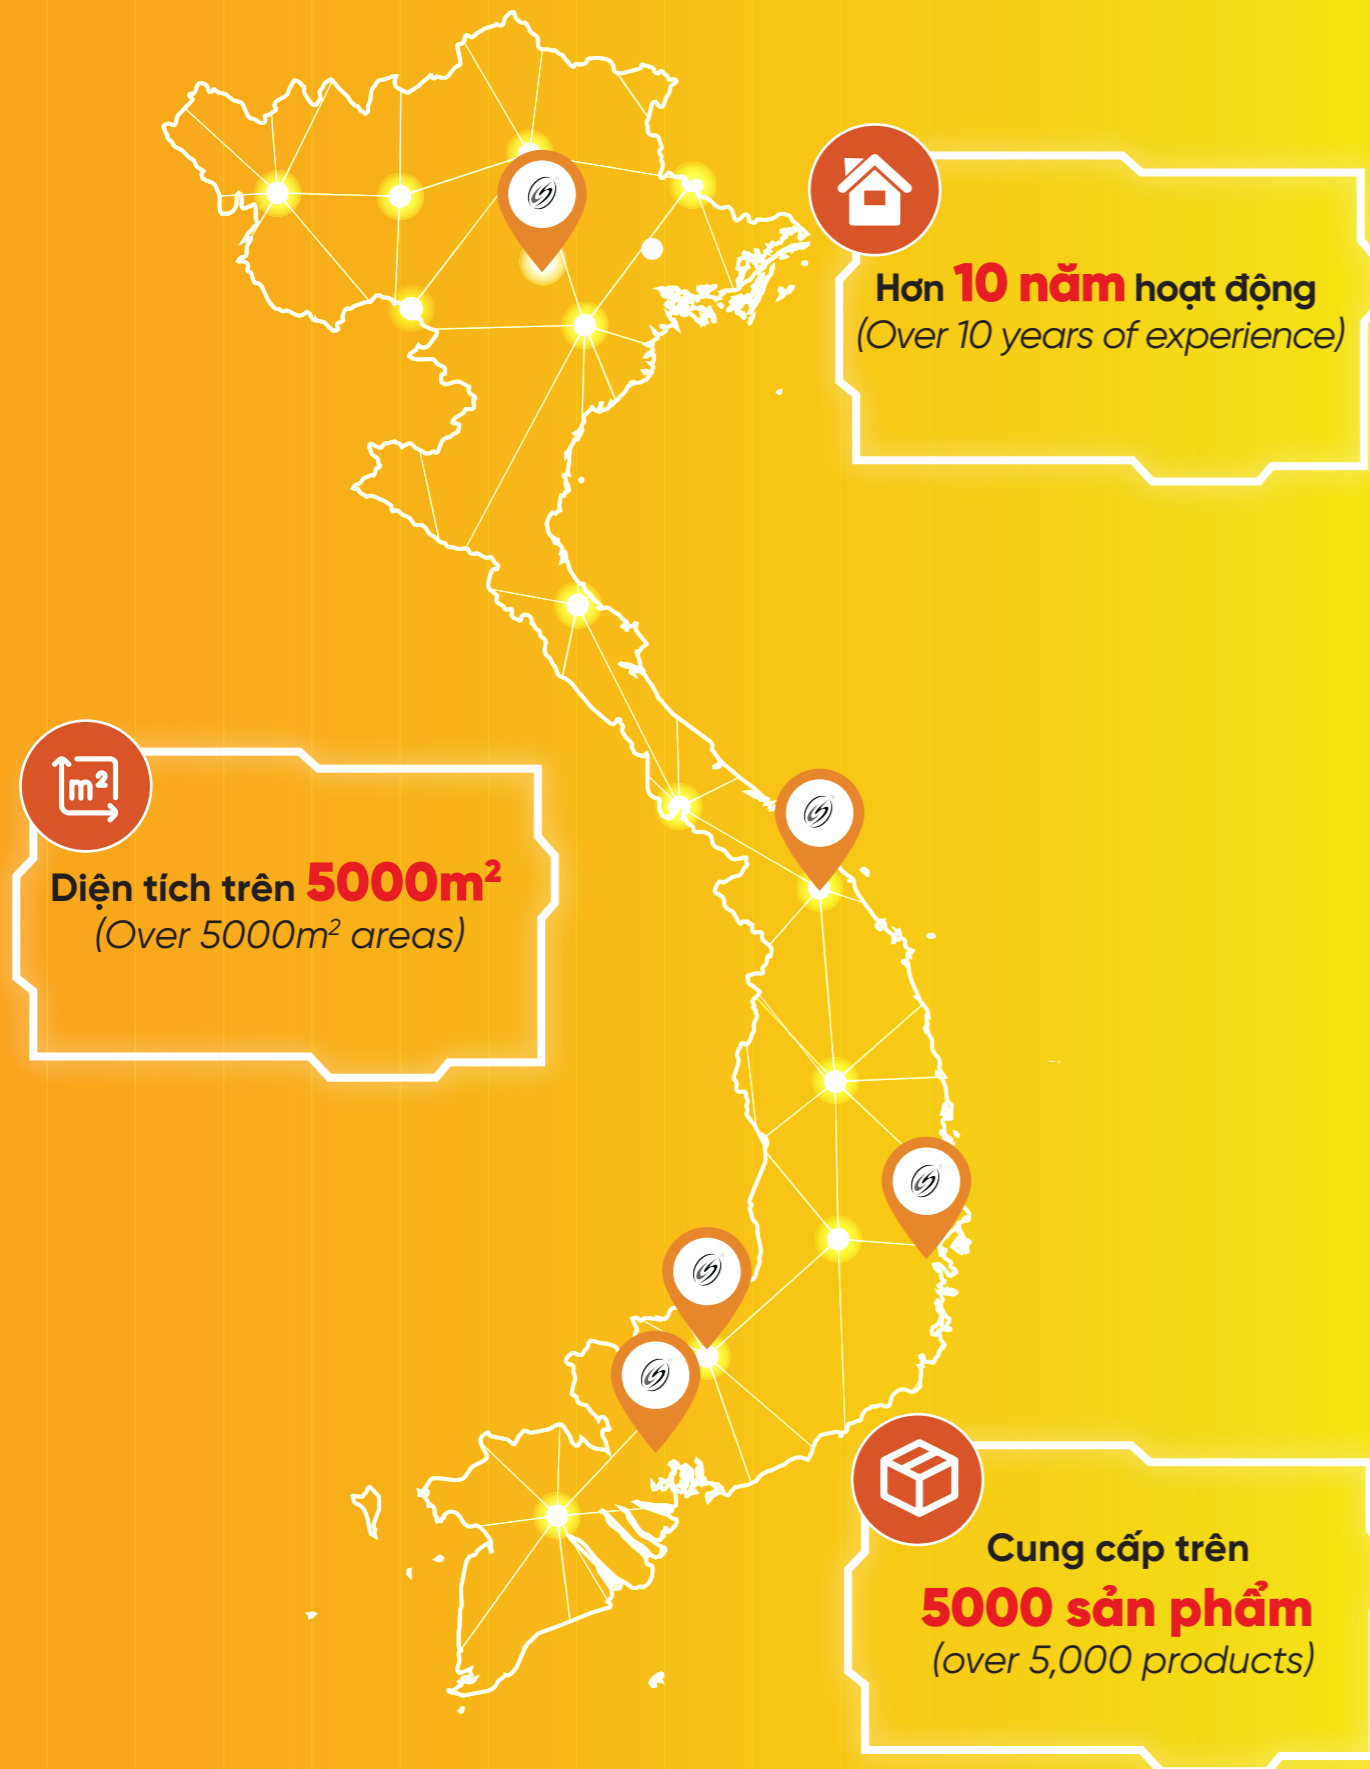 Hơn 10 năm hoạt động
(Over 10 years of experience)
m²
Diện tích trên 5000m²
(Over 5000m² areas)
Cung cấp trên
5000 sản phẩm
(over 5,000 products)